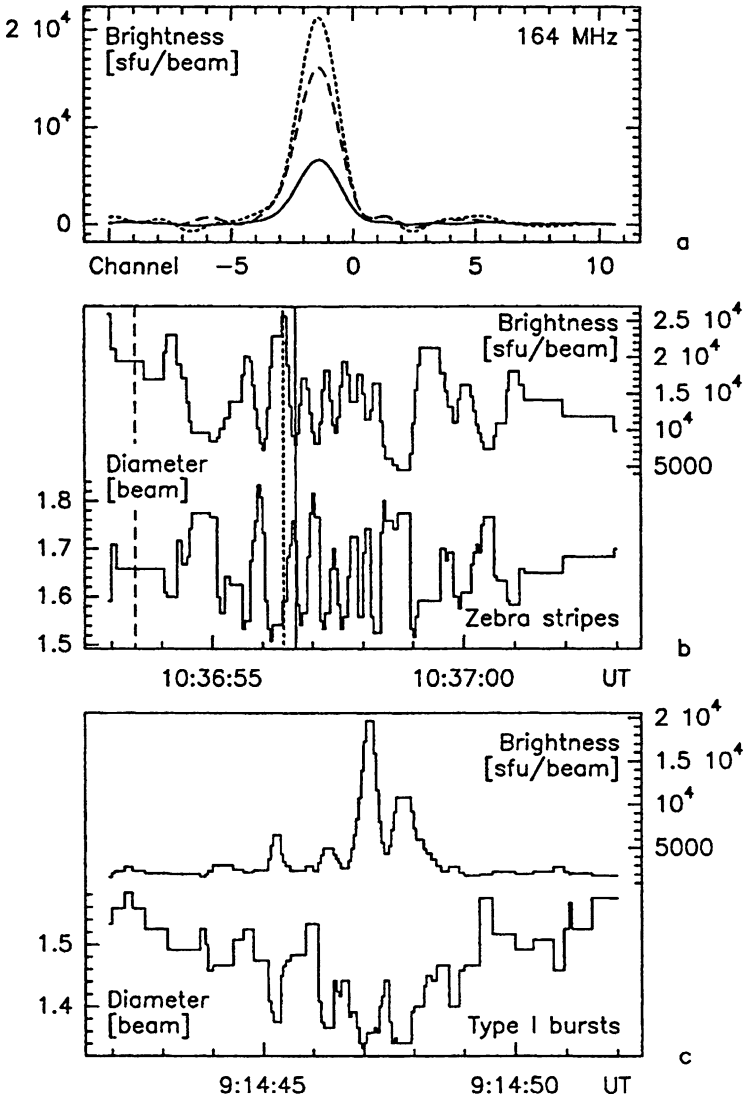 2 10⁴
Brightness
[sfu/beam]
164 MHz
10⁴
0
a
Channel -5 0 5 10
Brightness
[sfu/beam]
2.5 10⁴
2 10⁴
1.5 10⁴
10⁴
5000
Diameter
[beam]
1.8
1.7
1.6
1.5
Zebra stripes
b
10:36:55 10:37:00 UT
Brightness
[sfu/beam]
2 10⁴
1.5 10⁴
10⁴
5000
1.5
1.4
Diameter
[beam]
Type I bursts
c
9:14:45 9:14:50 UT